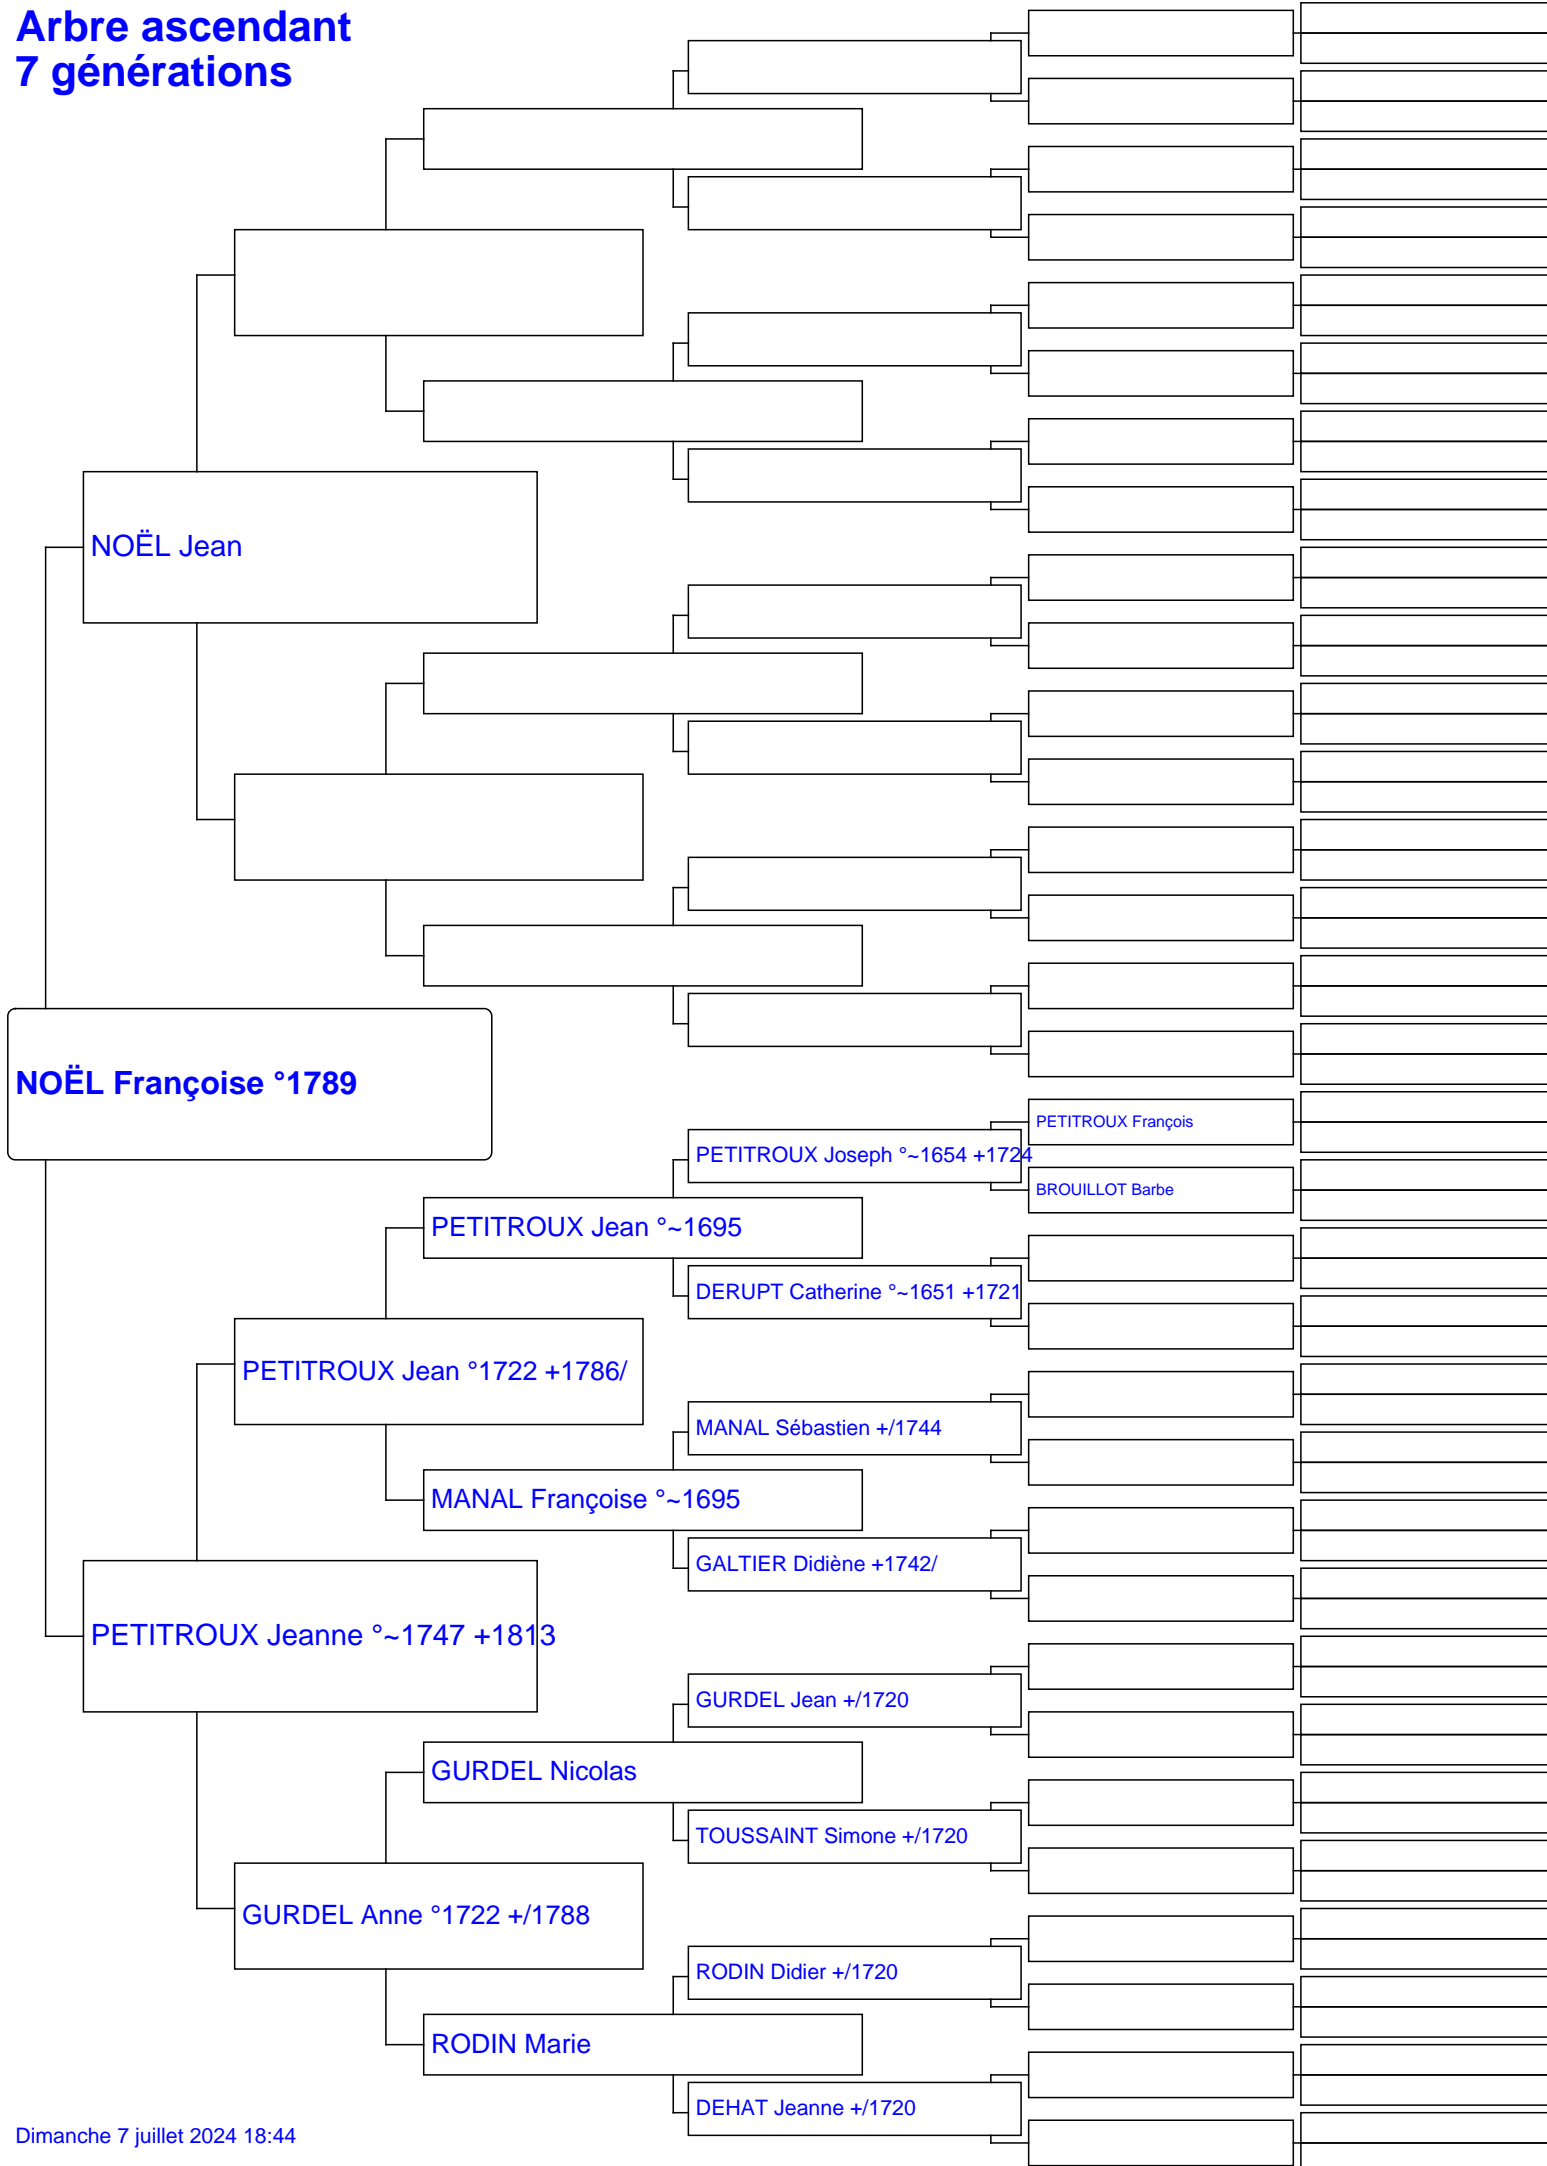 Arbre ascendant
7 générations
NOËL Jean
NOËL Françoise °1789
PETITROUX François
PETITROUX Joseph °~1654 +1724
BROUILLOT Barbe
PETITROUX Jean °~1695
DERUPT Catherine °~1651 +1721
PETITROUX Jean °1722 +1786/
MANAL Sébastien +/1744
MANAL Françoise °~1695
GALTIER Didiène +1742/
PETITROUX Jeanne °~1747 +1813
GURDEL Jean +/1720
GURDEL Nicolas
TOUSSAINT Simone +/1720
GURDEL Anne °1722 +/1788
RODIN Didier +/1720
RODIN Marie
DEHAT Jeanne +/1720
Dimanche 7 juillet 2024 18:44